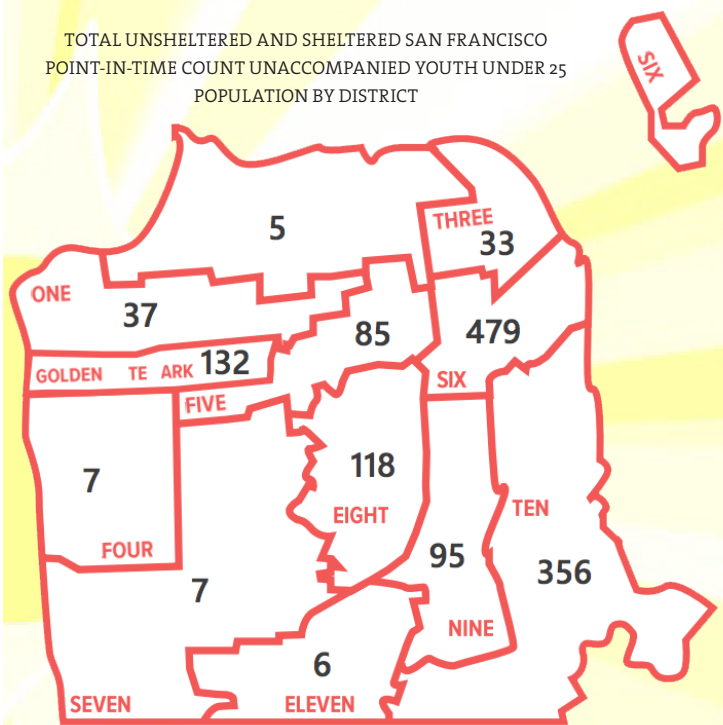 TOTAL UNSHELTERED AND SHELTERED SAN FRANCISCO
POINT-IN-TIME COUNT UNACCOMPANIED YOUTH UNDER 25
POPULATION BY DISTRICT
SIX
5
THREE
33
ONE
37
85
479
GOLDEN TE ARK 132
SIX
FIVE
118
7
EIGHT
TEN
FOUR
95
356
7
NINE
6
SEVEN
ELEVEN